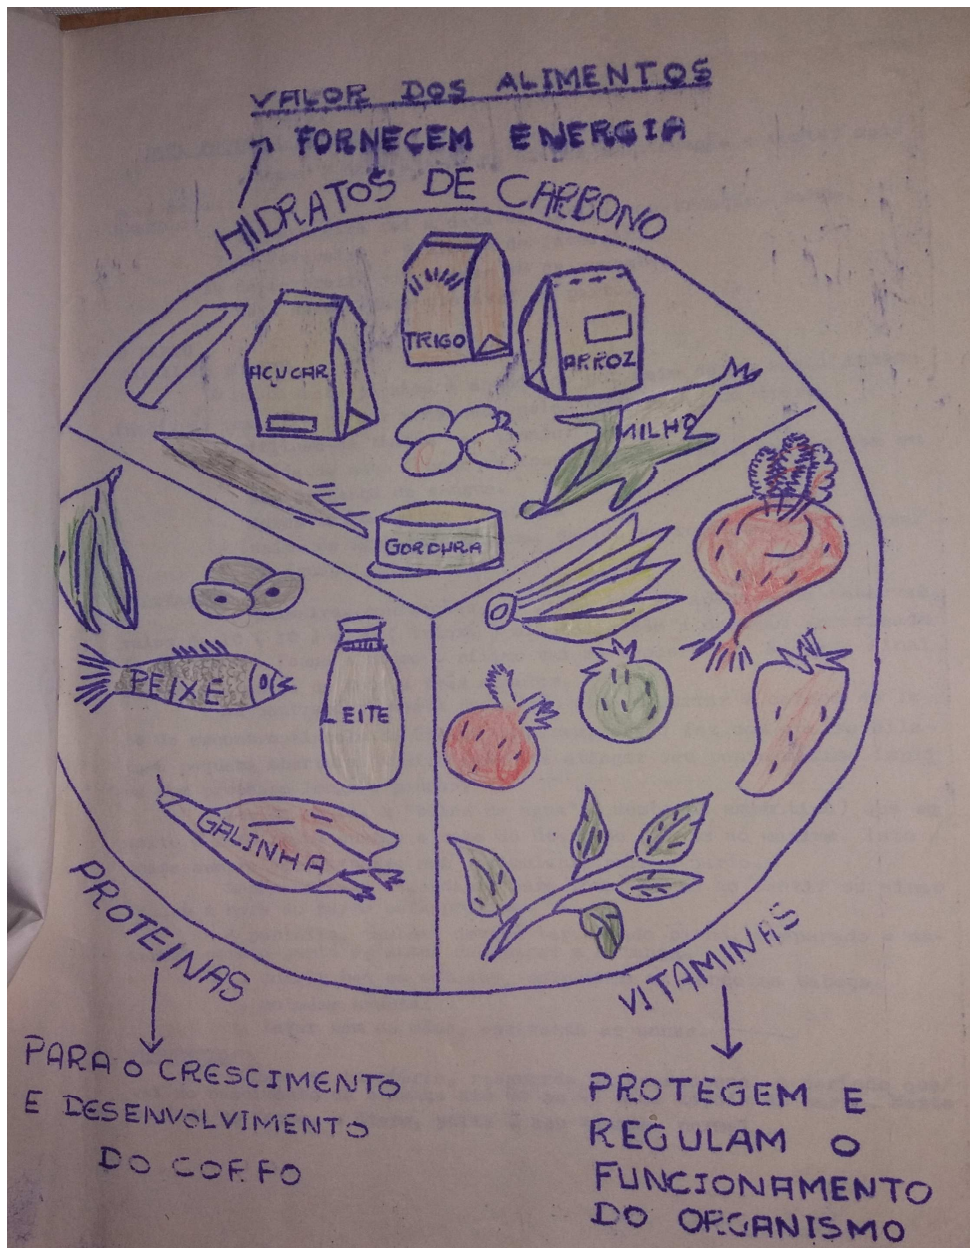 VALOR DOS ALIMENTOS
FORNEÇEM ENERGIA
HIDRATOS DE CARBONO
AÇUCAR
TRIGO
ARROZ
MILHO
GORDURA
PEIXE
LEITE
GALINHA
PROTEINAS
VITAMINAS
PARA O CRESCIMENTO
E DESENVOLVIMENTO
DO CORPO
PROTEGEM E
REGULAM O
FUNCIONAMENTO
DO ORGANISMO